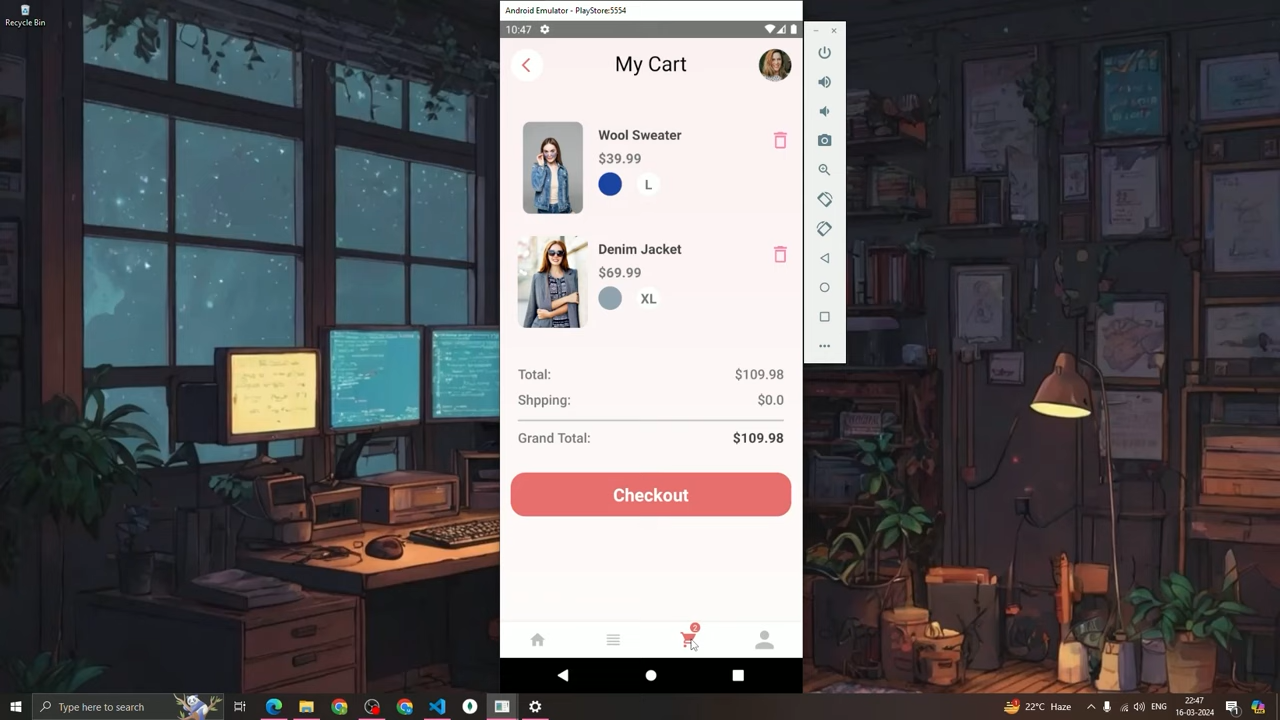 Android Emulator - PlayStore:5554
Recycle Bin
10:47
My Cart
Wool Sweater
$39.99
L
Denim Jacket
$69.99
XL
Total: $109.98
Shpping: $0.0
Grand Total: $109.98
Checkout
2
Type here to search
22°C Haze
ENG
22:47
16-03-2024